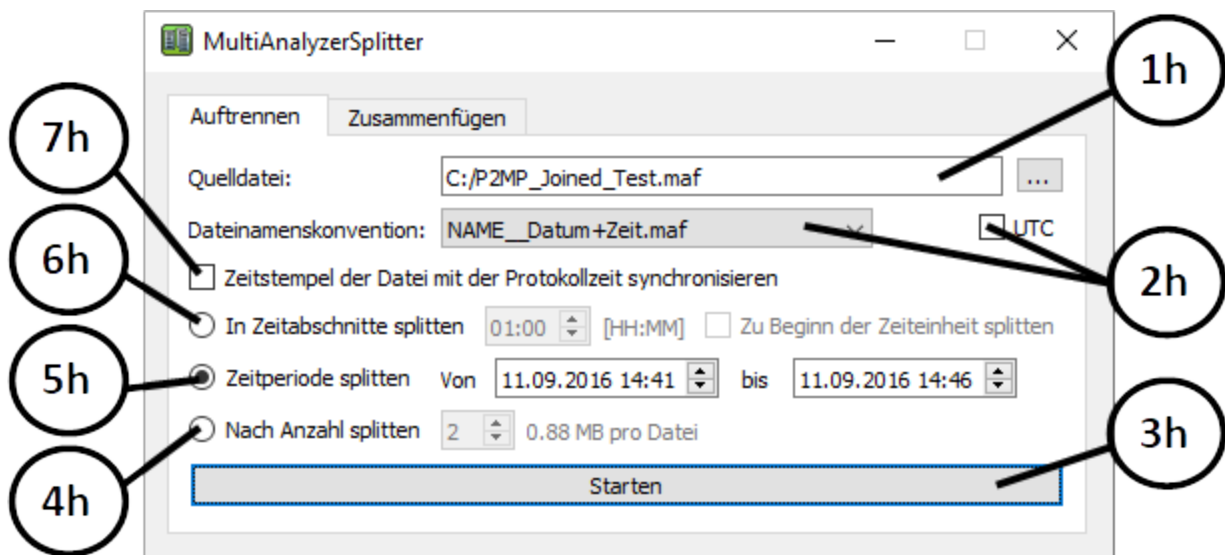 MultiAnalyzerSplitter
1h
Auftrennen Zusammenfügen
7h
Quelldatei: C:/P2MP_Joined_Test.maf ...
Dateinamenskonvention: NAME__Datum+Zeit.maf UTC
6h
Zeitstempel der Datei mit der Protokollzeit synchronisieren
2h
In Zeitabschnitte splitten 01:00 [HH:MM] Zu Beginn der Zeiteinheit splitten
5h
Zeitperiode splitten Von 11.09.2016 14:41 bis 11.09.2016 14:46
Nach Anzahl splitten 2 0.88 MB pro Datei
3h
4h
Starten